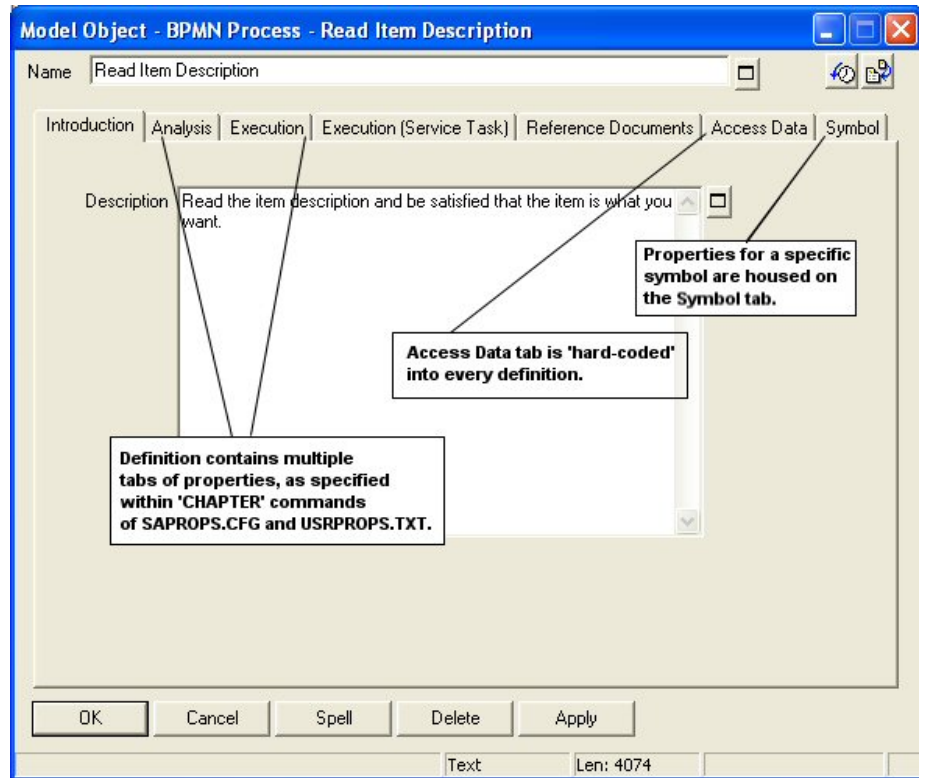 Model Object - BPMN Process - Read Item Description
Name Read Item Description
Introduction Analysis Execution Execution (Service Task) Reference Documents Access Data Symbol
Description Read the item description and be satisfied that the item is what you
want.
Properties for a specific
symbol are housed on
the Symbol tab.
Access Data tab is 'hard-coded'
into every definition.
Definition contains multiple
tabs of properties, as specified
within 'CHAPTER' commands
of SAPROPS.CFG and USRPROPS.TXT.
OK Cancel Spell Delete Apply
Text Len: 4074